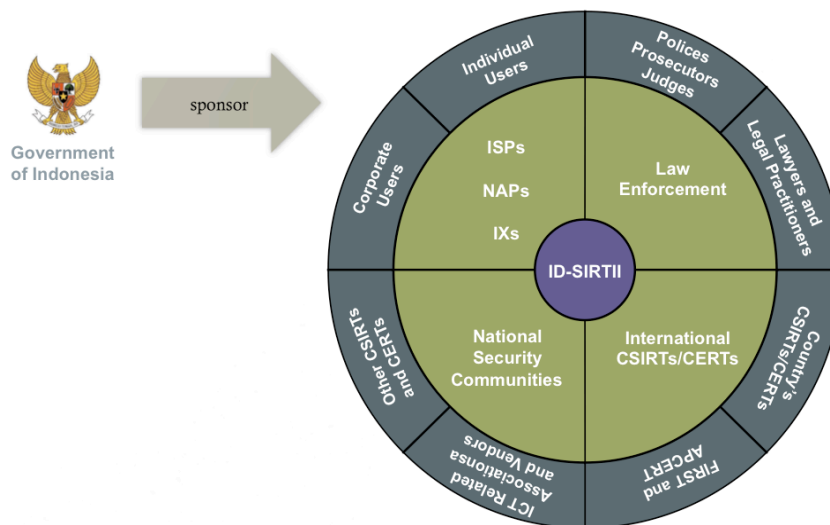 Government
of Indonesia
sponsor
Individual
Users
Polices
Prosecutors
Judges
Lawyers and
Legal Practitioners
Country's
CSIRTs/CERTs
FIRST and
APCERT
ICT Related
Associationsa
and Vendors
Other CSIRTs
and CERTs
Corporate
Users
ISPs
NAPs
IXs
Law
Enforcement
ID-SIRTII
National
Security
Communities
International
CSIRTs/CERTs